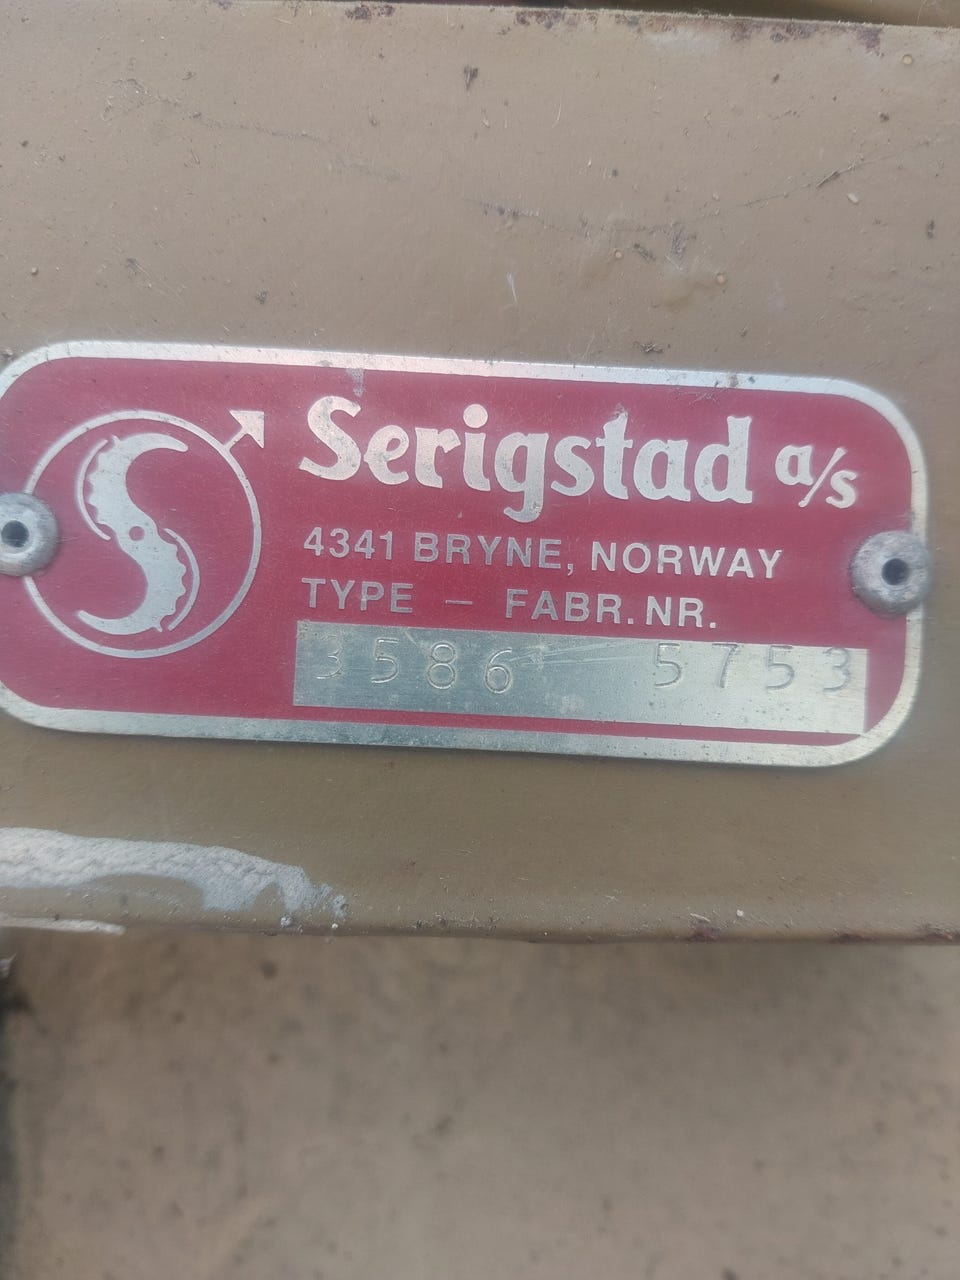 Serigstad a/s
4341 BRYNE, NORWAY
TYPE – FABR. NR.
3586 5753